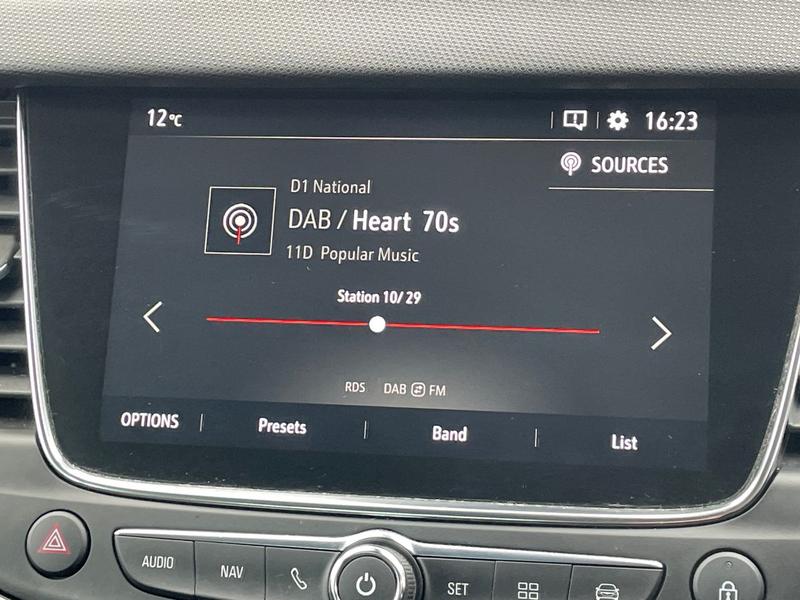 12°C 16:23
SOURCES
D1 National
DAB / Heart 70s
11D Popular Music
Station 10/29
RDS DAB FM
OPTIONS Presets Band List
AUDIO NAV SET